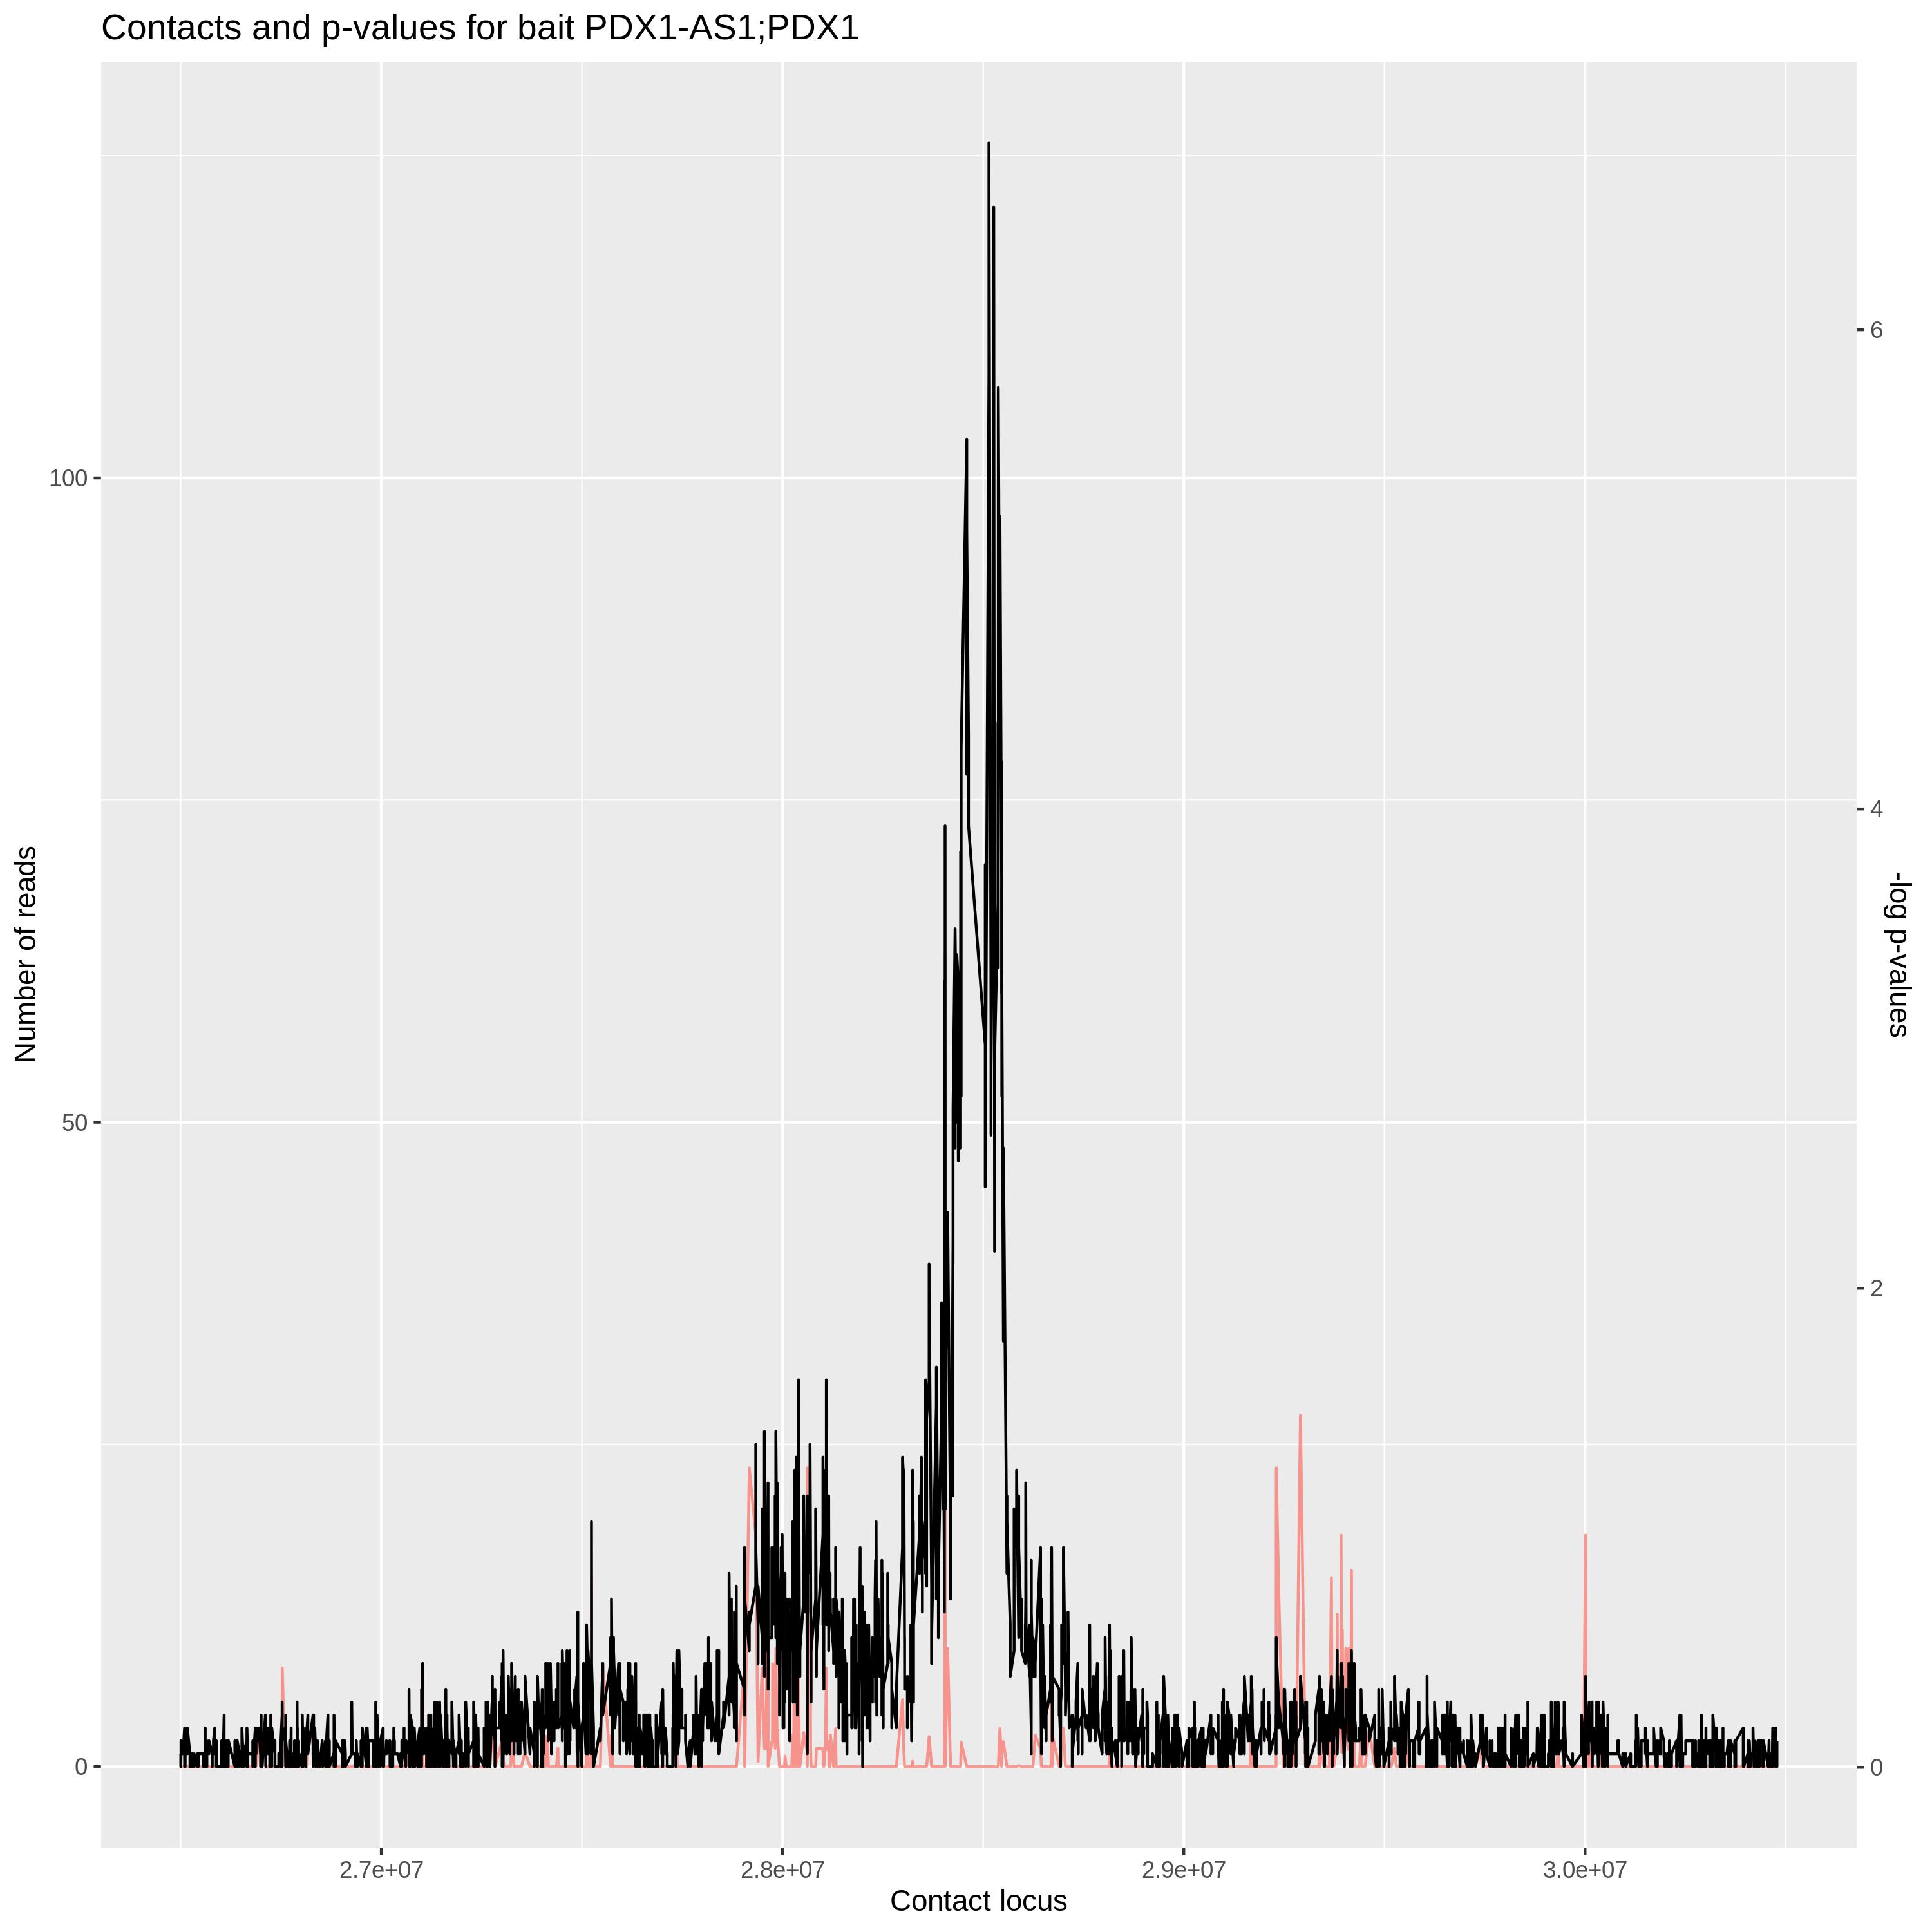 Contacts and p-values for bait PDX1-AS1;PDX1
100
50
0
Number of reads
6
4
2
0
-log p-values
2.7e+07 2.8e+07 2.9e+07 3.0e+07
Contact locus